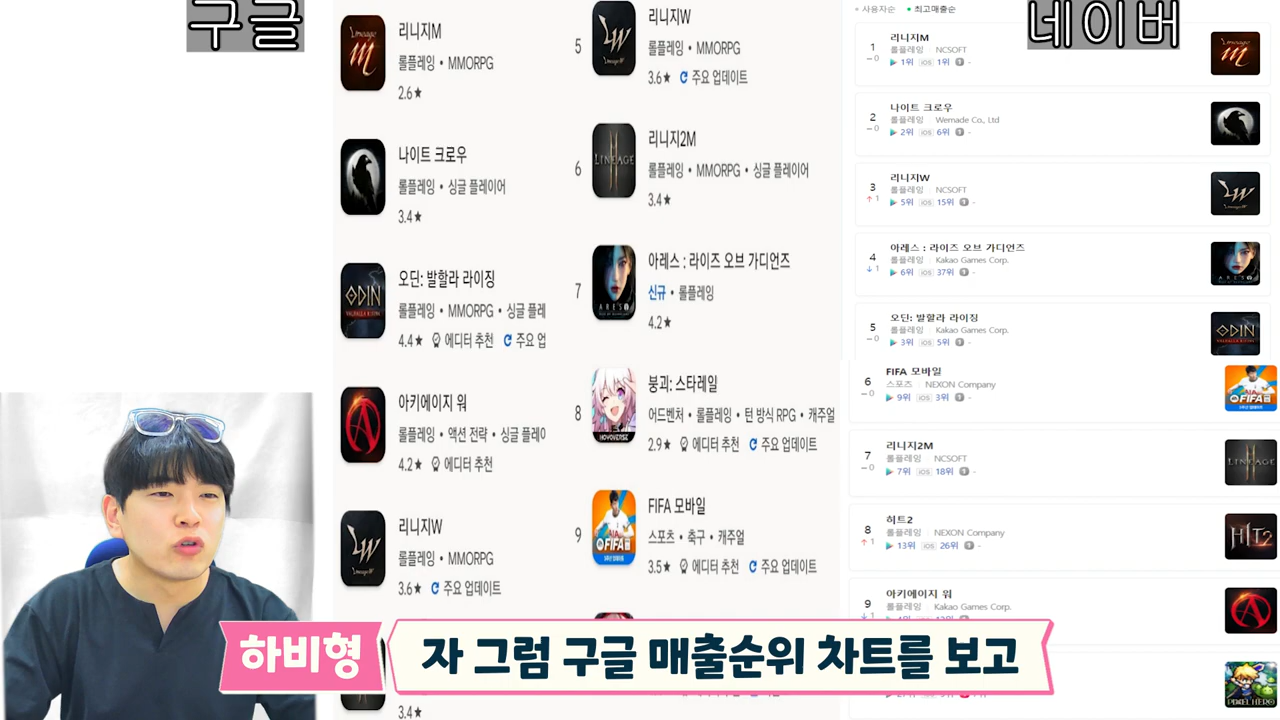 구글
네이버
리니지M
롤플레잉 • MMORPG
2.6★
나이트 크로우
롤플레잉 • 싱글 플레이어
3.4★
오딘: 발할라 라이징
롤플레잉 • MMORPG • 싱글 플레
4.4★ 에디터 추천 주요 업
아키에이지 워
롤플레잉 • 액션 전략 • 싱글 플레이
4.2★ 에디터 추천
리니지W
롤플레잉 • MMORPG
3.6★ 주요 업데이트
3.4★
5
리니지W
롤플레잉 • MMORPG
3.6★ 주요 업데이트
6
리니지2M
롤플레잉 • MMORPG • 싱글 플레이어
3.4★
7
아레스 : 라이즈 오브 가디언즈
신규 • 롤플레잉
4.2★
8
붕괴: 스타레일
어드벤처 • 롤플레잉 • 턴 방식 RPG • 캐주얼
2.9★ 에디터 추천 주요 업데이트
9
FIFA 모바일
스포츠 • 축구 • 캐주얼
3.5★ 에디터 추천 주요 업데이트
사용자순 • 최고매출순
1
리니지M
롤플레잉 NCSOFT
– 0 1위 iOS 1위 -
2
나이트 크로우
롤플레잉 Wemade Co., Ltd
– 0 2위 iOS 6위 -
3
리니지W
롤플레잉 NCSOFT
↑ 1 5위 iOS 15위 -
4
아레스 : 라이즈 오브 가디언즈
롤플레잉 Kakao Games Corp.
↓ 1 6위 iOS 37위 -
5
오딘: 발할라 라이징
롤플레잉 Kakao Games Corp.
– 0 3위 iOS 5위 -
6
FIFA 모바일
스포츠 NEXON Company
– 0 9위 iOS 3위 -
7
리니지2M
롤플레잉 NCSOFT
– 0 7위 iOS 18위 -
8
히트2
롤플레잉 NEXON Company
↑ 1 13위 iOS 26위 -
9
아키에이지 워
롤플레잉 Kakao Games Corp.
하비형
자 그럼 구글 매출순위 차트를 보고